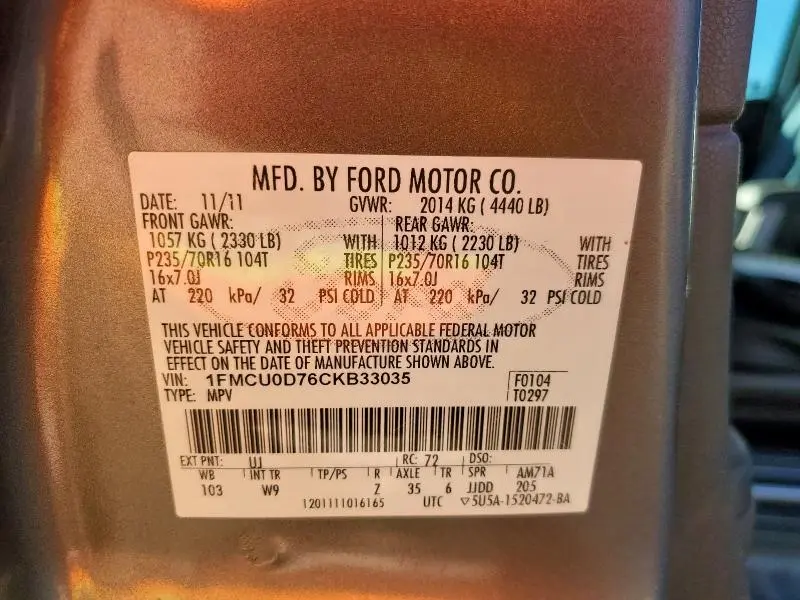 MFD. BY FORD MOTOR CO.
DATE: 11/11 GVWR: 2014 KG ( 4440 LB)
FRONT GAWR: REAR GAWR:
1057 KG ( 2330 LB) WITH 1012 KG ( 2230 LB) WITH
P235/70R16 104T TIRES P235/70R16 104T TIRES
16x7.0J RIMS 16x7.0J RIMS
AT 220 kPa/ 32 PSI COLD AT 220 kPa/ 32 PSI COLD
THIS VEHICLE CONFORMS TO ALL APPLICABLE FEDERAL MOTOR
VEHICLE SAFETY AND THEFT PREVENTION STANDARDS IN
EFFECT ON THE DATE OF MANUFACTURE SHOWN ABOVE.
VIN: 1FMCU0D76CKB33035 F0104
TYPE: MPV T0297
EXT PNT: UJ RC: 72 DSO:
WB INT TR TP/PS R AXLE TR SPR AM71A
103 W9 Z 35 6 JJDD 205
1201111016165 UTC ▽5U5A-1520472-BA